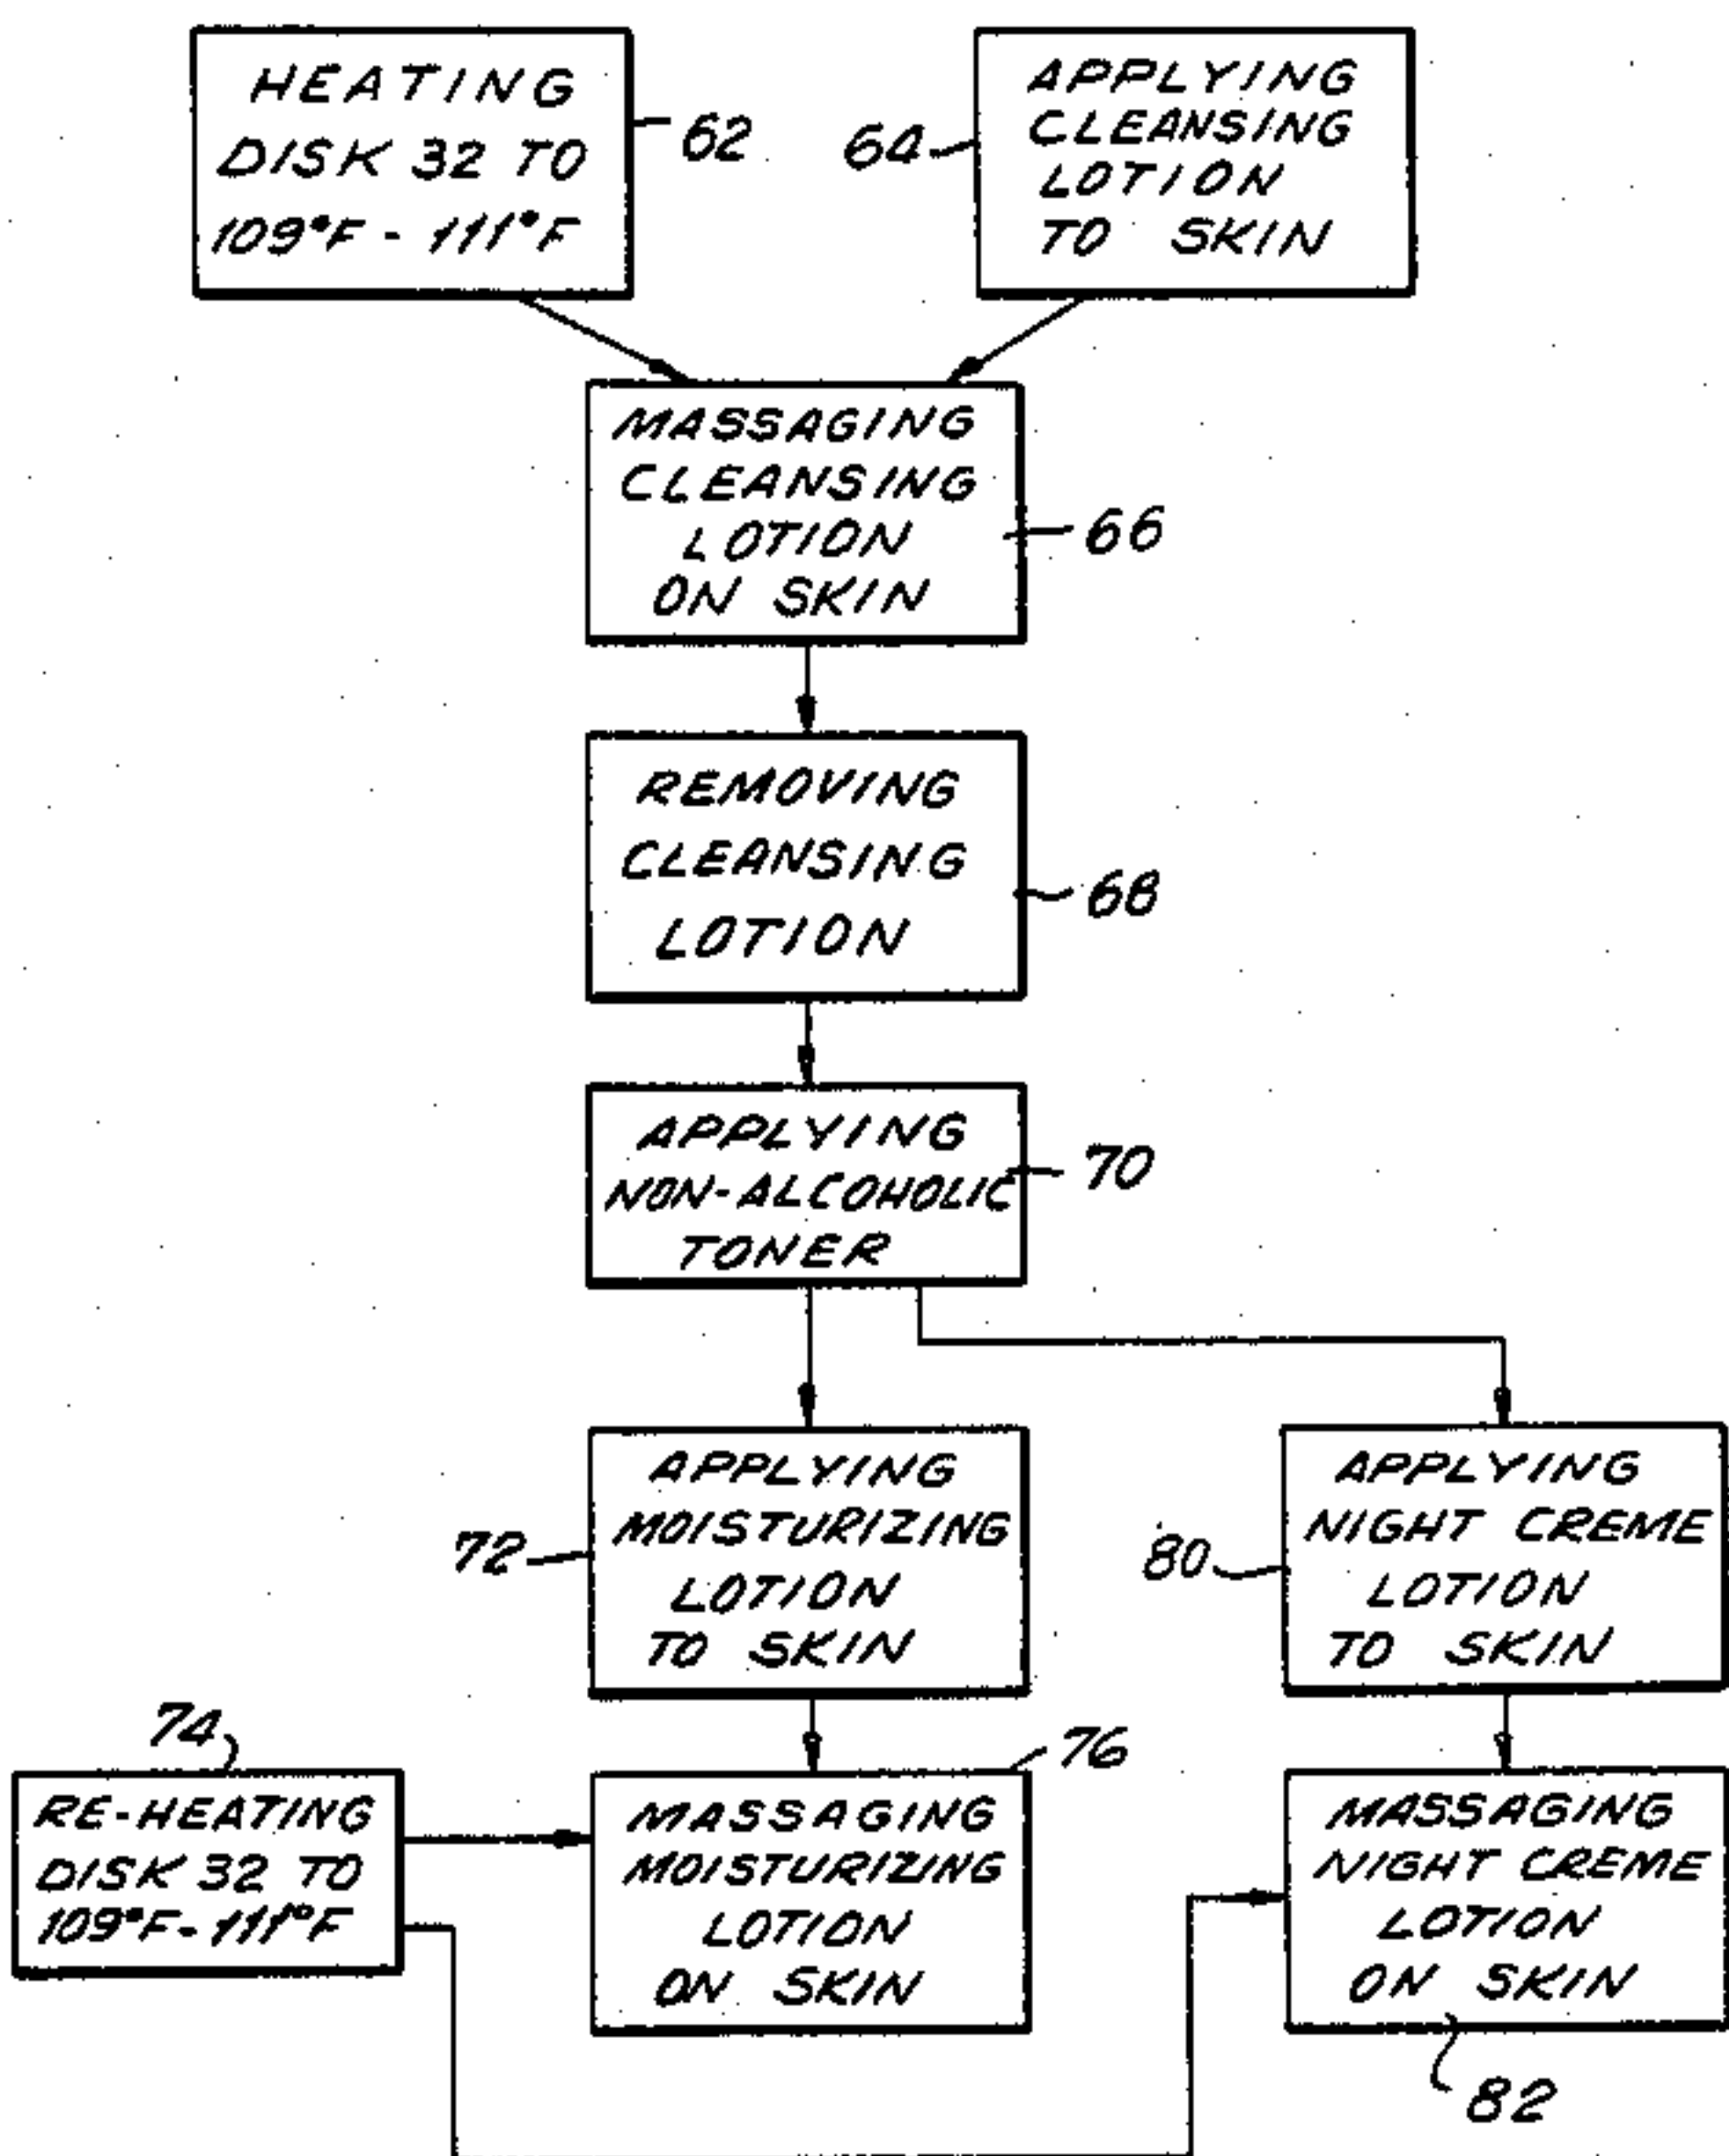 HEATING
DISK 32 TO
109°F - 111°F
62
64
APPLYING
CLEANSING
LOTION
TO SKIN
MASSAGING
CLEANSING
LOTION
ON SKIN
66
REMOVING
CLEANSING
LOTION
68
APPLYING
NON-ALCOHOLIC
TONER
70
72
APPLYING
MOISTURIZING
LOTION
TO SKIN
80
APPLYING
NIGHT CREME
LOTION
TO SKIN
74
RE-HEATING
DISK 32 TO
109°F-111°F
76
MASSAGING
MOISTURIZING
LOTION
ON SKIN
MASSAGING
NIGHT CREME
LOTION
ON SKIN
82